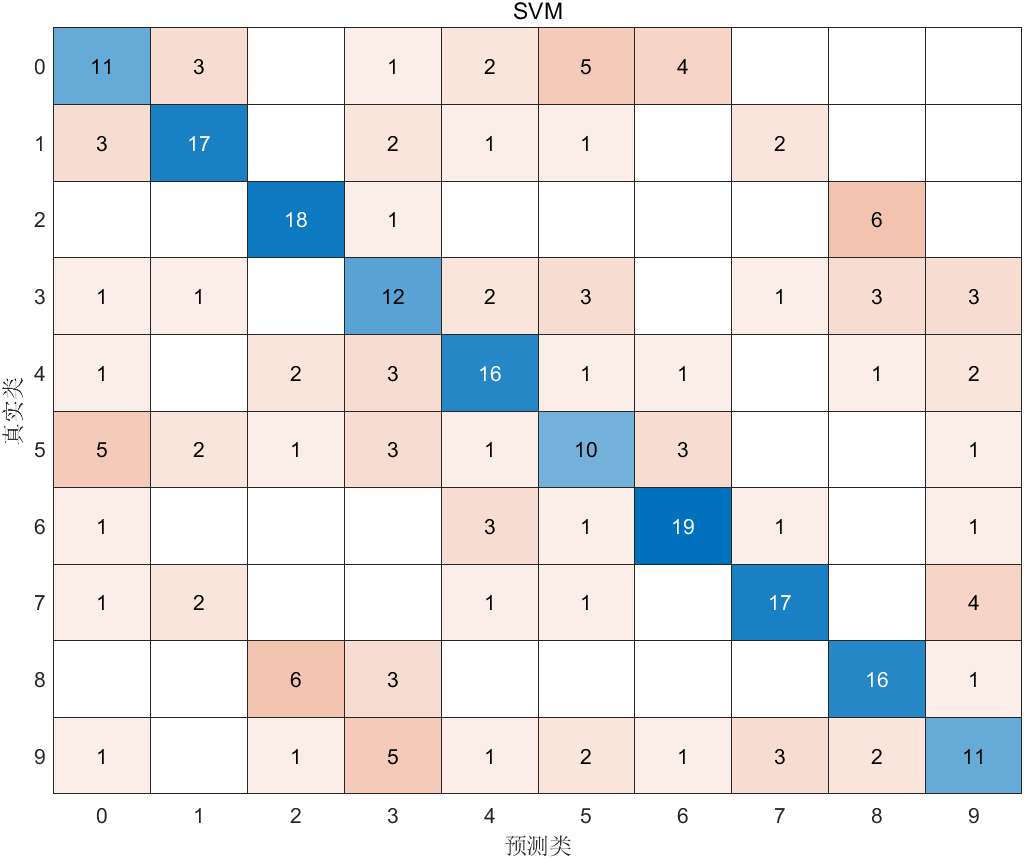 SVM
0 11 3 1 2 5 4
1 3 17 2 1 1 2
2 18 1 6
3 1 1 12 2 3 1 3 3
4 1 2 3 16 1 1 1 2
5 5 2 1 3 1 10 3 1
6 1 3 1 19 1 1
7 1 2 1 1 17 4
8 6 3 16 1
9 1 1 5 1 2 1 3 2 11
0 1 2 3 4 5 6 7 8 9
预测类
真实类